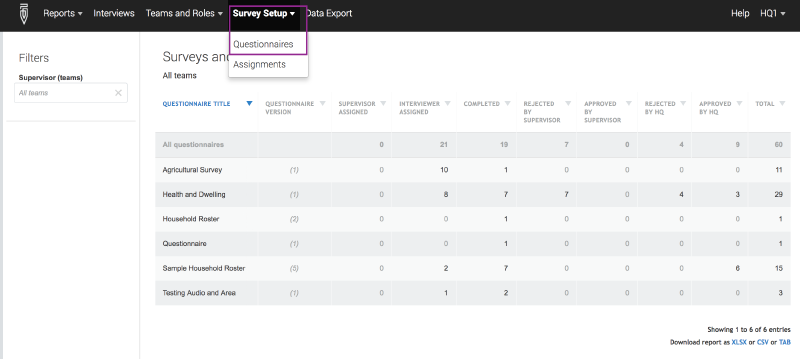 Reports Interviews Teams and Roles Survey Setup Data Export Help HQ1
Questionnaires
Assignments
Filters
Supervisor (teams)
All teams
Surveys and
All teams
QUESTIONNAIRE TITLE QUESTIONNAIRE VERSION SUPERVISOR ASSIGNED INTERVIEWER ASSIGNED COMPLETED REJECTED BY SUPERVISOR APPROVED BY SUPERVISOR REJECTED BY HQ APPROVED BY HQ TOTAL
All questionnaires 0 21 19 7 0 4 9 60
Agricultural Survey (1) 0 10 1 0 0 0 0 11
Health and Dwelling (1) 0 8 7 7 0 4 3 29
Household Roster (2) 0 0 1 0 0 0 0 1
Questionnaire (1) 0 0 1 0 0 0 0 1
Sample Household Roster (5) 0 2 7 0 0 0 6 15
Testing Audio and Area (1) 0 1 2 0 0 0 0 3
Showing 1 to 6 of 6 entries
Download report as XLSX or CSV or TAB